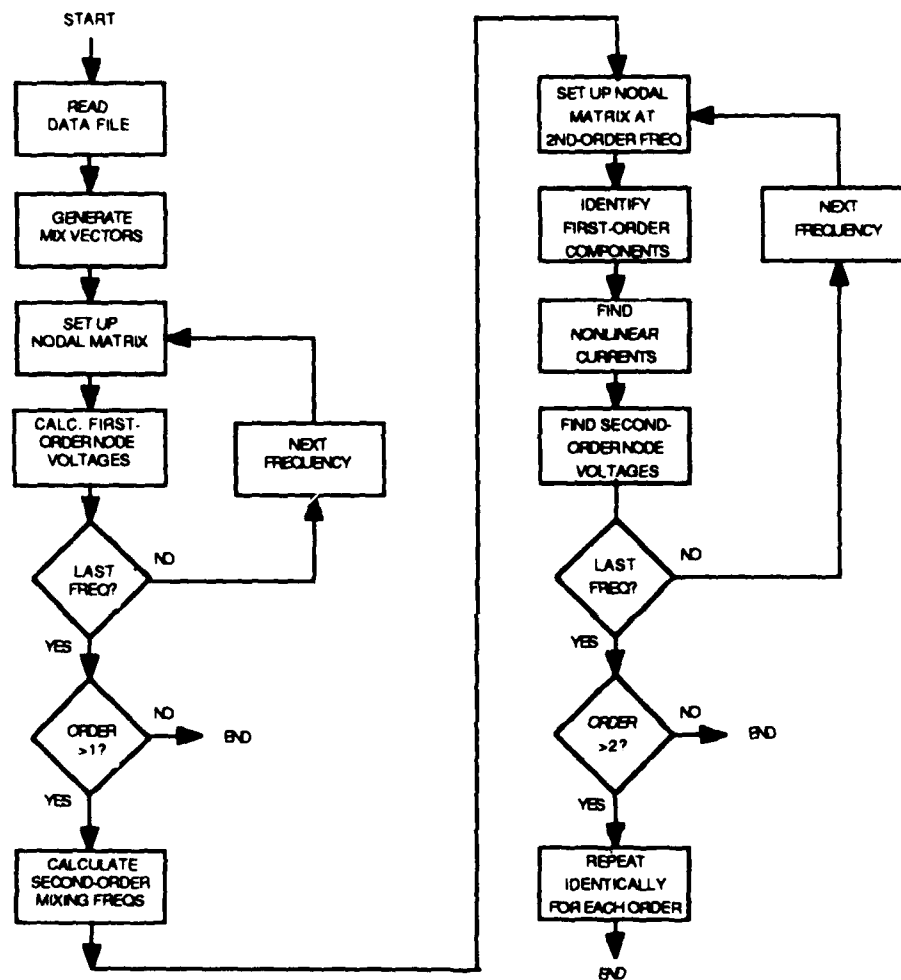 START
READ
DATA FILE
GENERATE
MIX VECTORS
SET UP
NODAL MATRIX
CALC. FIRST-
ORDER NODE
VOLTAGES
NEXT
FREQUENCY
LAST
FREQ?
NO
YES
ORDER
>1?
NO
END
YES
CALCULATE
SECOND-ORDER
MIXING FREQS
SET UP NODAL
MATRIX AT
2ND-ORDER FREQ
IDENTIFY
FIRST-ORDER
COMPONENTS
NEXT
FREQUENCY
FIND
NONLINEAR
CURRENTS
FIND SECOND-
ORDER NODE
VOLTAGES
LAST
FREQ?
NO
YES
ORDER
>2?
NO
END
YES
REPEAT
IDENTICALLY
FOR EACH ORDER
END